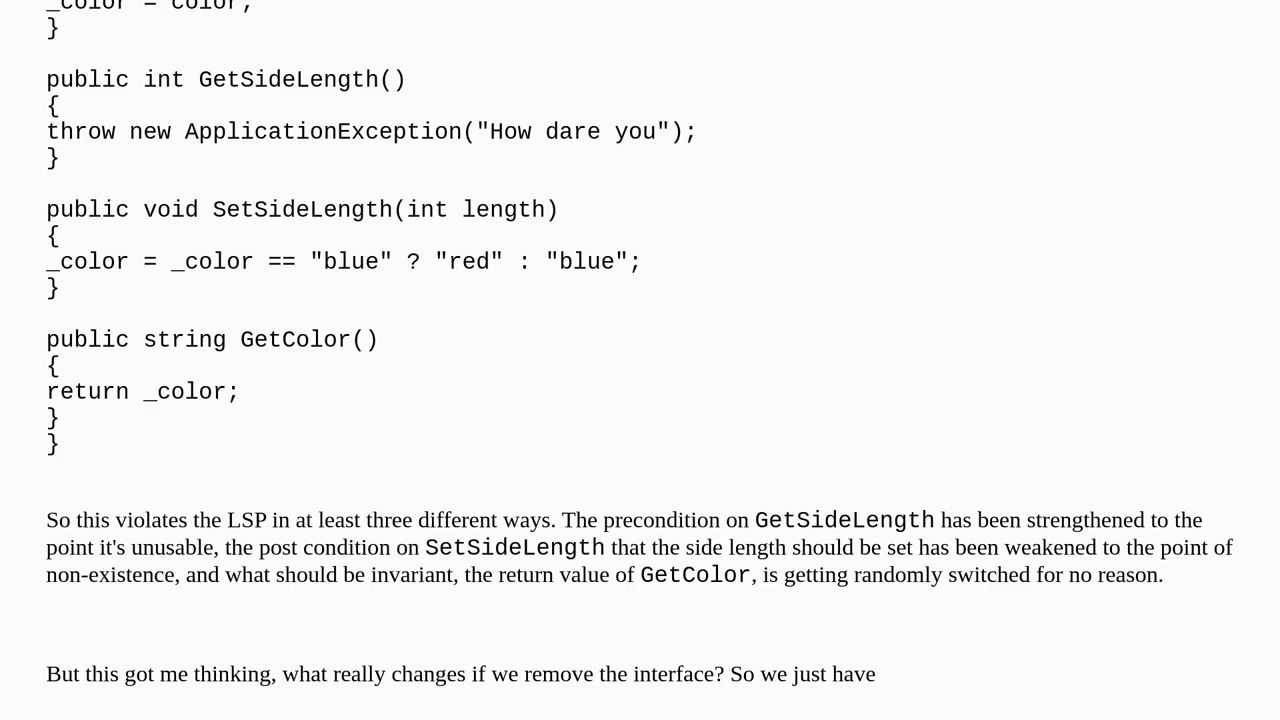 _color = color;
}
public int GetSideLength()
{
throw new ApplicationException("How dare you");
}
public void SetSideLength(int length)
{
_color = _color == "blue" ? "red" : "blue";
}
public string GetColor()
{
return _color;
}
}
So this violates the LSP in at least three different ways. The precondition on GetSideLength has been strengthened to the
point it's unusable, the post condition on SetSideLength that the side length should be set has been weakened to the point of
non-existence, and what should be invariant, the return value of GetColor, is getting randomly switched for no reason.
But this got me thinking, what really changes if we remove the interface? So we just have